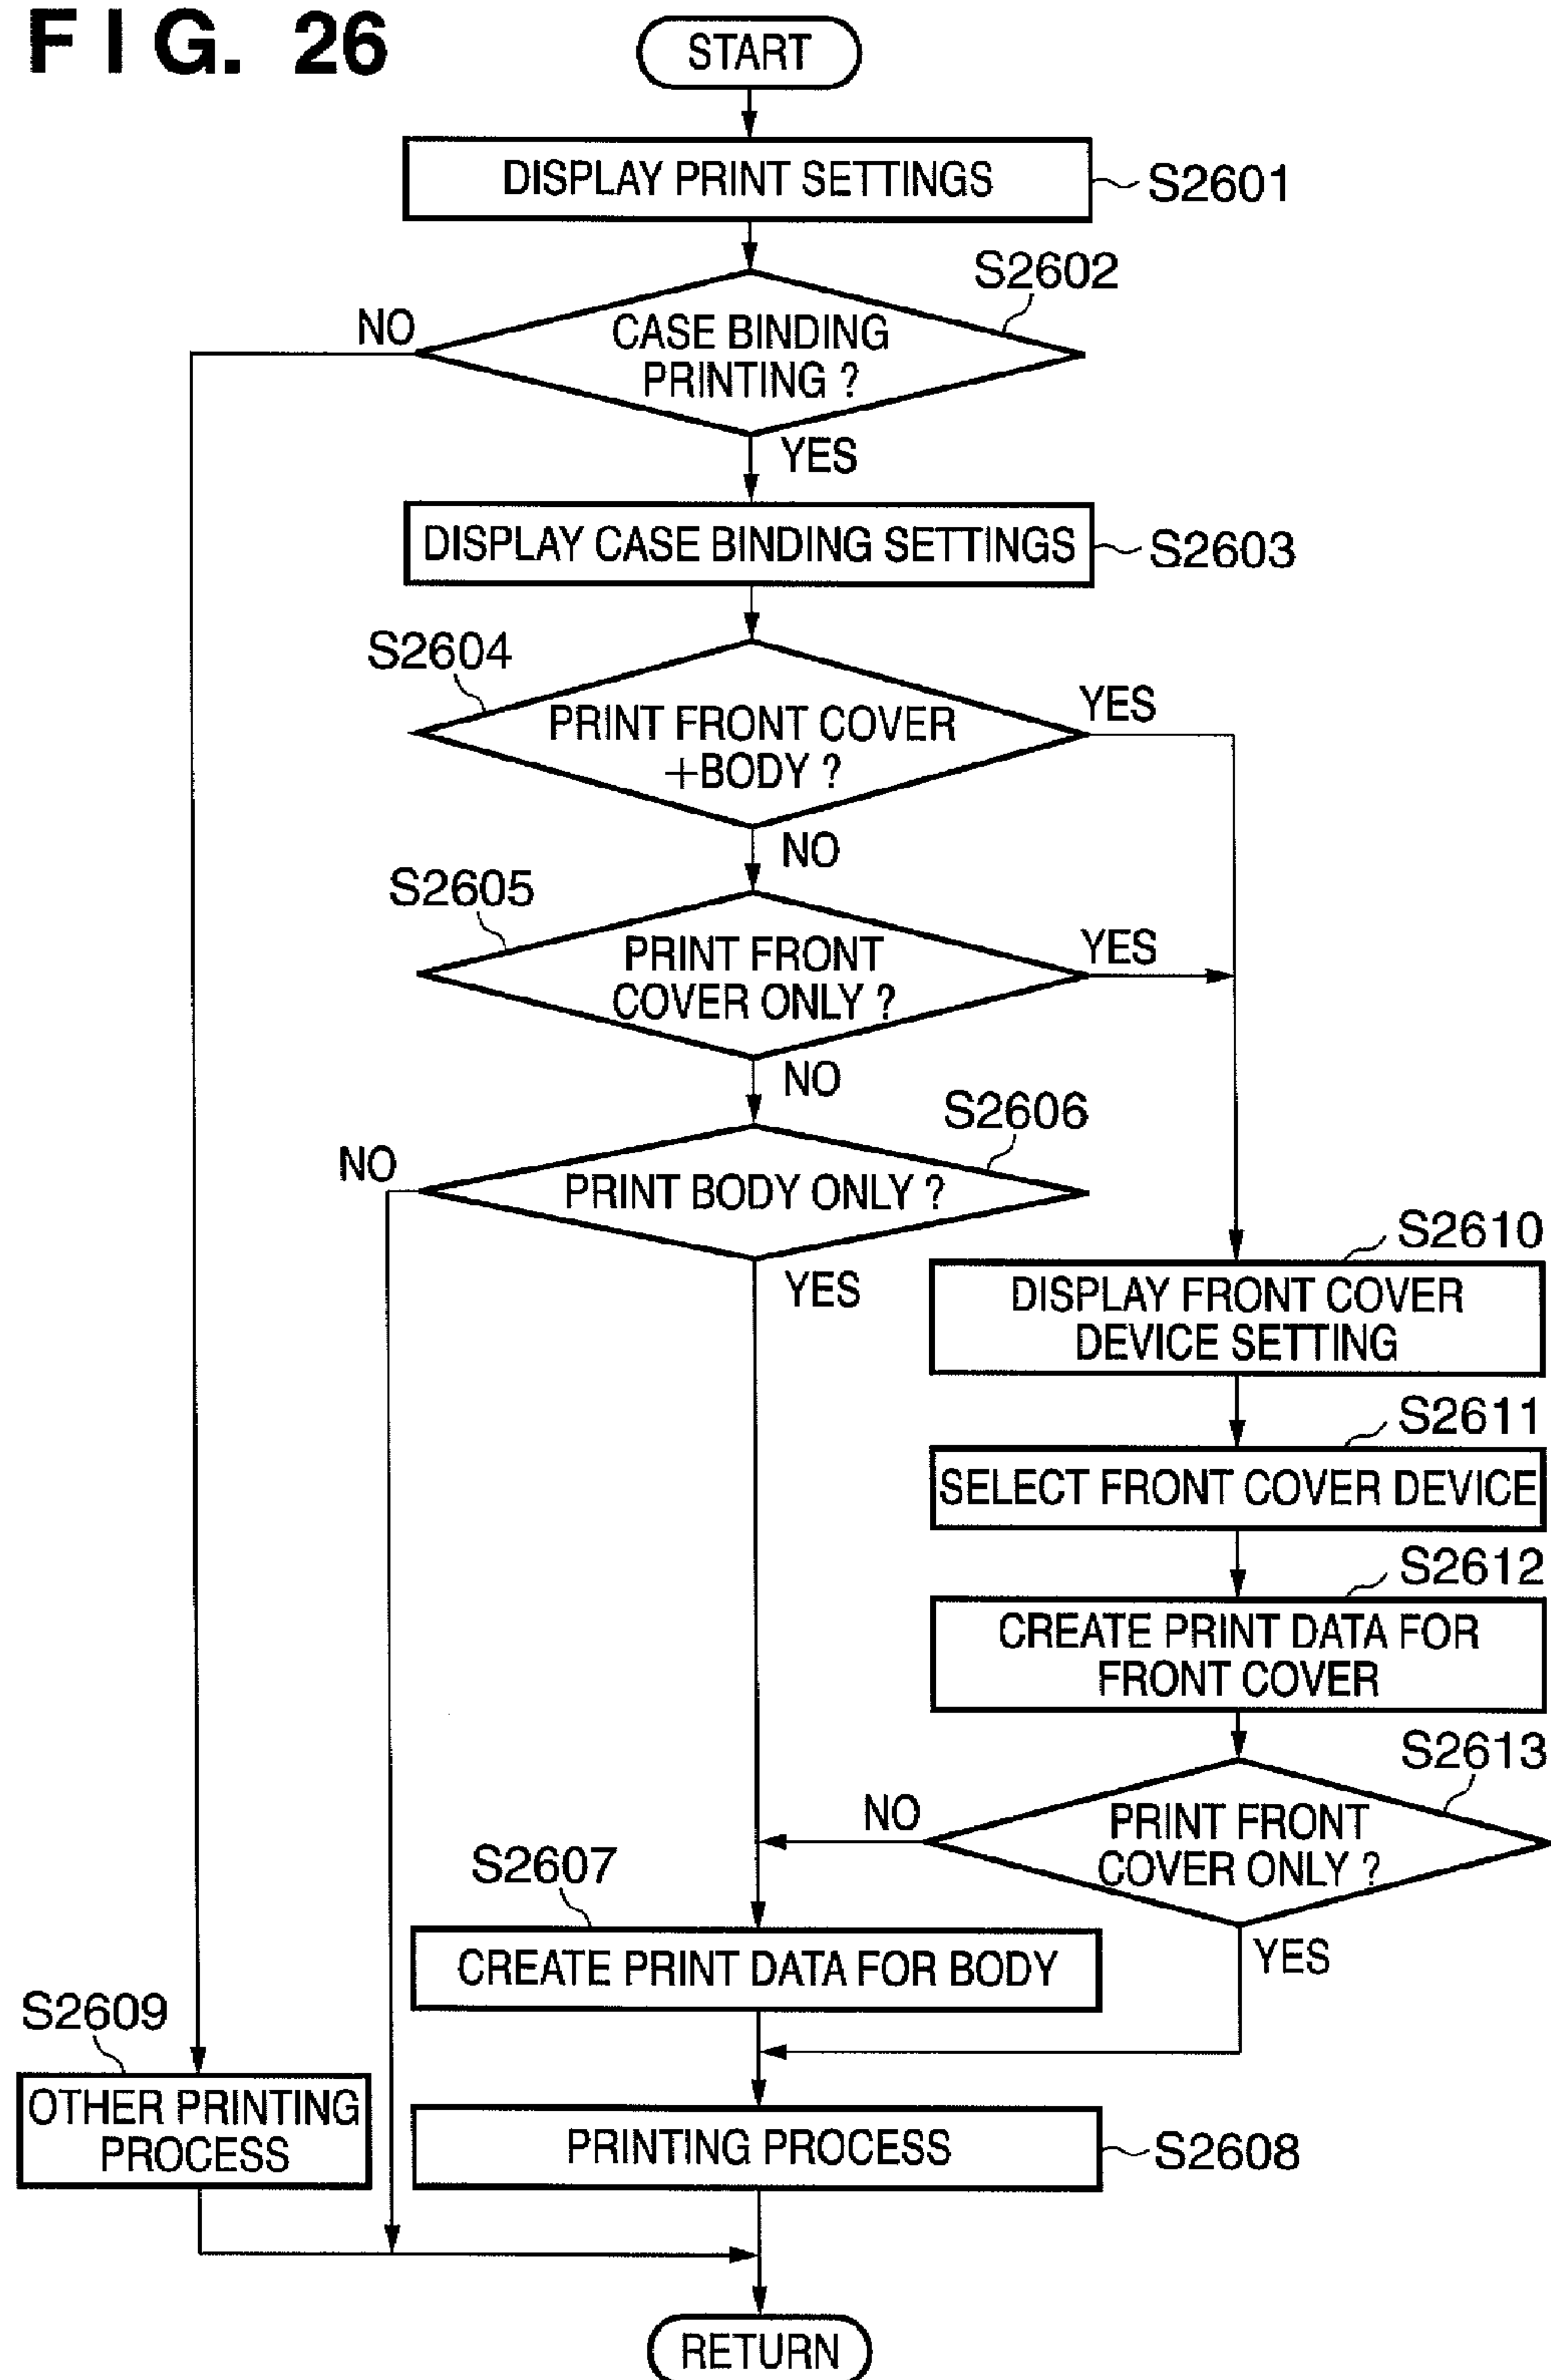 FIG. 26
START
DISPLAY PRINT SETTINGS
S2601
S2602
NO
CASE BINDING
PRINTING ?
YES
DISPLAY CASE BINDING SETTINGS
S2603
S2604
PRINT FRONT COVER
+BODY ?
YES
NO
S2605
PRINT FRONT
COVER ONLY ?
YES
NO
S2606
NO
PRINT BODY ONLY ?
YES
S2610
DISPLAY FRONT COVER
DEVICE SETTING
S2611
SELECT FRONT COVER DEVICE
S2612
CREATE PRINT DATA FOR
FRONT COVER
S2613
NO
PRINT FRONT
COVER ONLY ?
YES
S2607
CREATE PRINT DATA FOR BODY
S2609
OTHER PRINTING
PROCESS
PRINTING PROCESS
S2608
RETURN